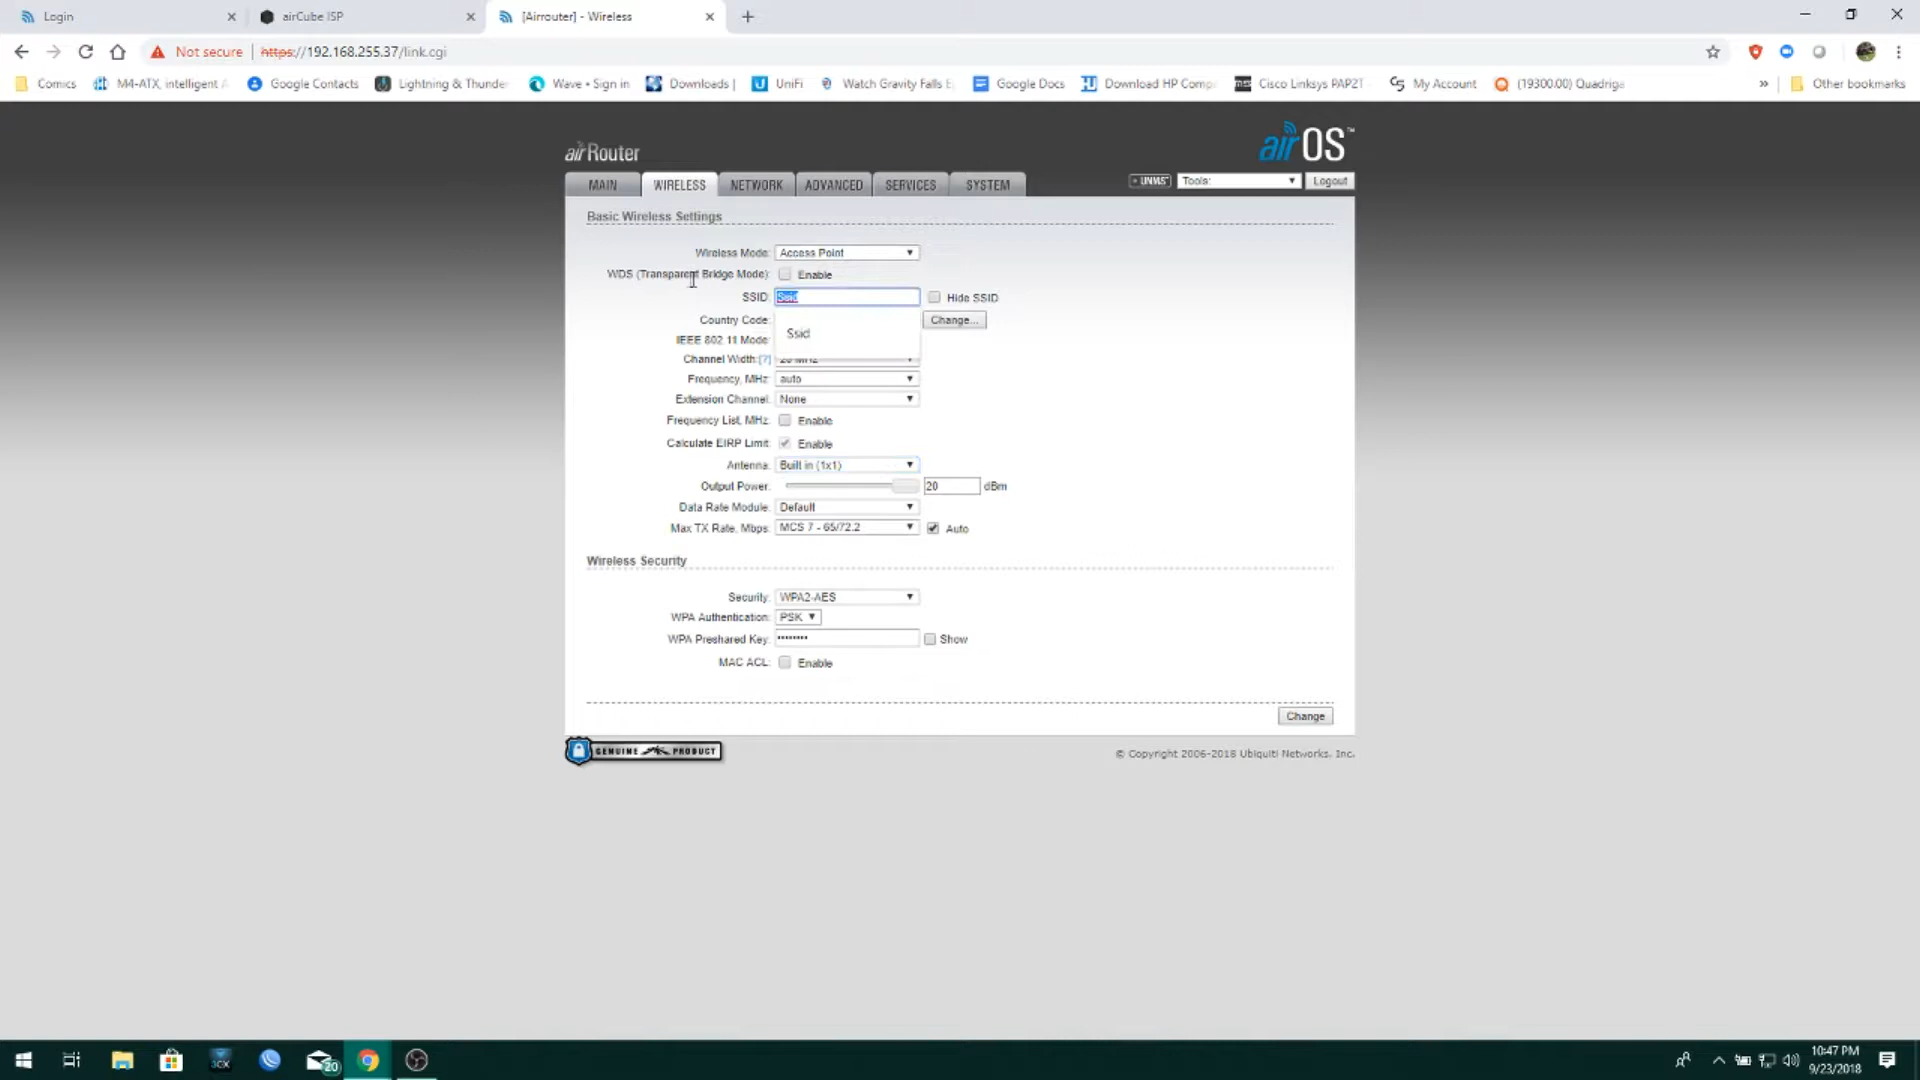 Login
airCube ISP
[Airrouter] - Wireless
Not secure https://192.168.255.37/link.cgi
Comics M4-ATX, intelligent Google Contacts Lightning & Thunder Wave • Sign in Downloads | UniFi Watch Gravity Falls Google Docs Download HP Comp Cisco Linksys PAP2T My Account (19300.00) Quadriga » Other bookmarks
airRouter
airOS™
MAIN WIRELESS NETWORK ADVANCED SERVICES SYSTEM UNMS Tools: Logout
Basic Wireless Settings
Wireless Mode: Access Point
WDS (Transparent Bridge Mode): Enable
SSID: Ssid Hide SSID
Country Code: Change...
Ssid
IEEE 802.11 Mode:
Channel Width:[?] 20 MHz
Frequency, MHz: auto
Extension Channel: None
Frequency List, MHz: Enable
Calculate EIRP Limit: Enable
Antenna: Built in (1x1)
Output Power: 20 dBm
Data Rate Module: Default
Max TX Rate, Mbps: MCS 7 - 65/72.2 Auto
Wireless Security
Security: WPA2-AES
WPA Authentication: PSK
WPA Preshared Key: •••••••• Show
MAC ACL: Enable
Change
GENUINE PRODUCT
© Copyright 2006-2018 Ubiquiti Networks, Inc.
3CX
20
10:47 PM
9/23/2018